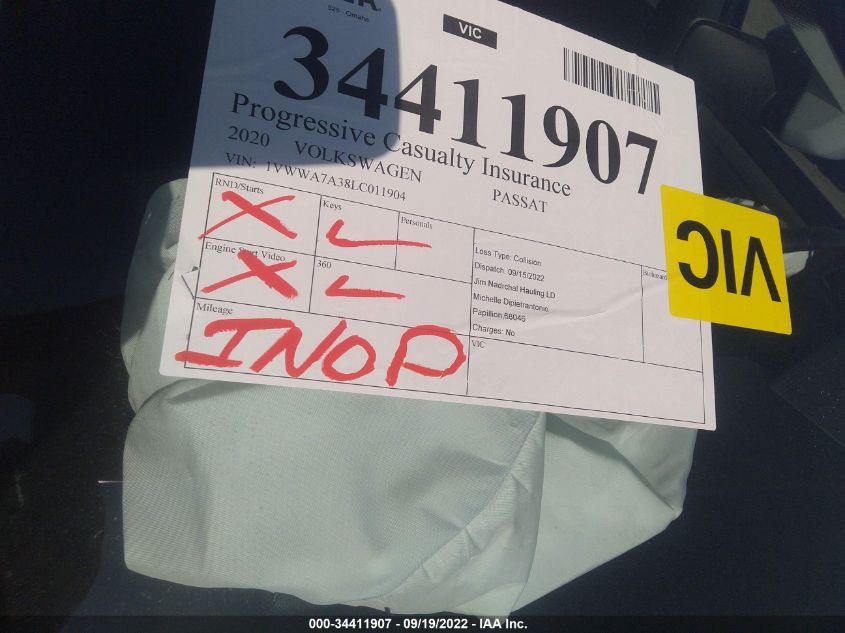 525 - Omaha
VIC
34411907
Progressive Casualty Insurance
2020 VOLKSWAGEN PASSAT
VIN: 1VWWA7A38LC011904
RND/Starts
X
Keys
✓
Personals
Loss Type: Collision
Dispatch: 09/15/2022
Jim Nadrchal Hauling LD
Michelle Dipietrantonio
Papillion,68046
Charges: No
Engine Start Video
X
360
✓
Mileage
INOP
VIC
VIC
000-34411907 - 09/19/2022 - IAA Inc.